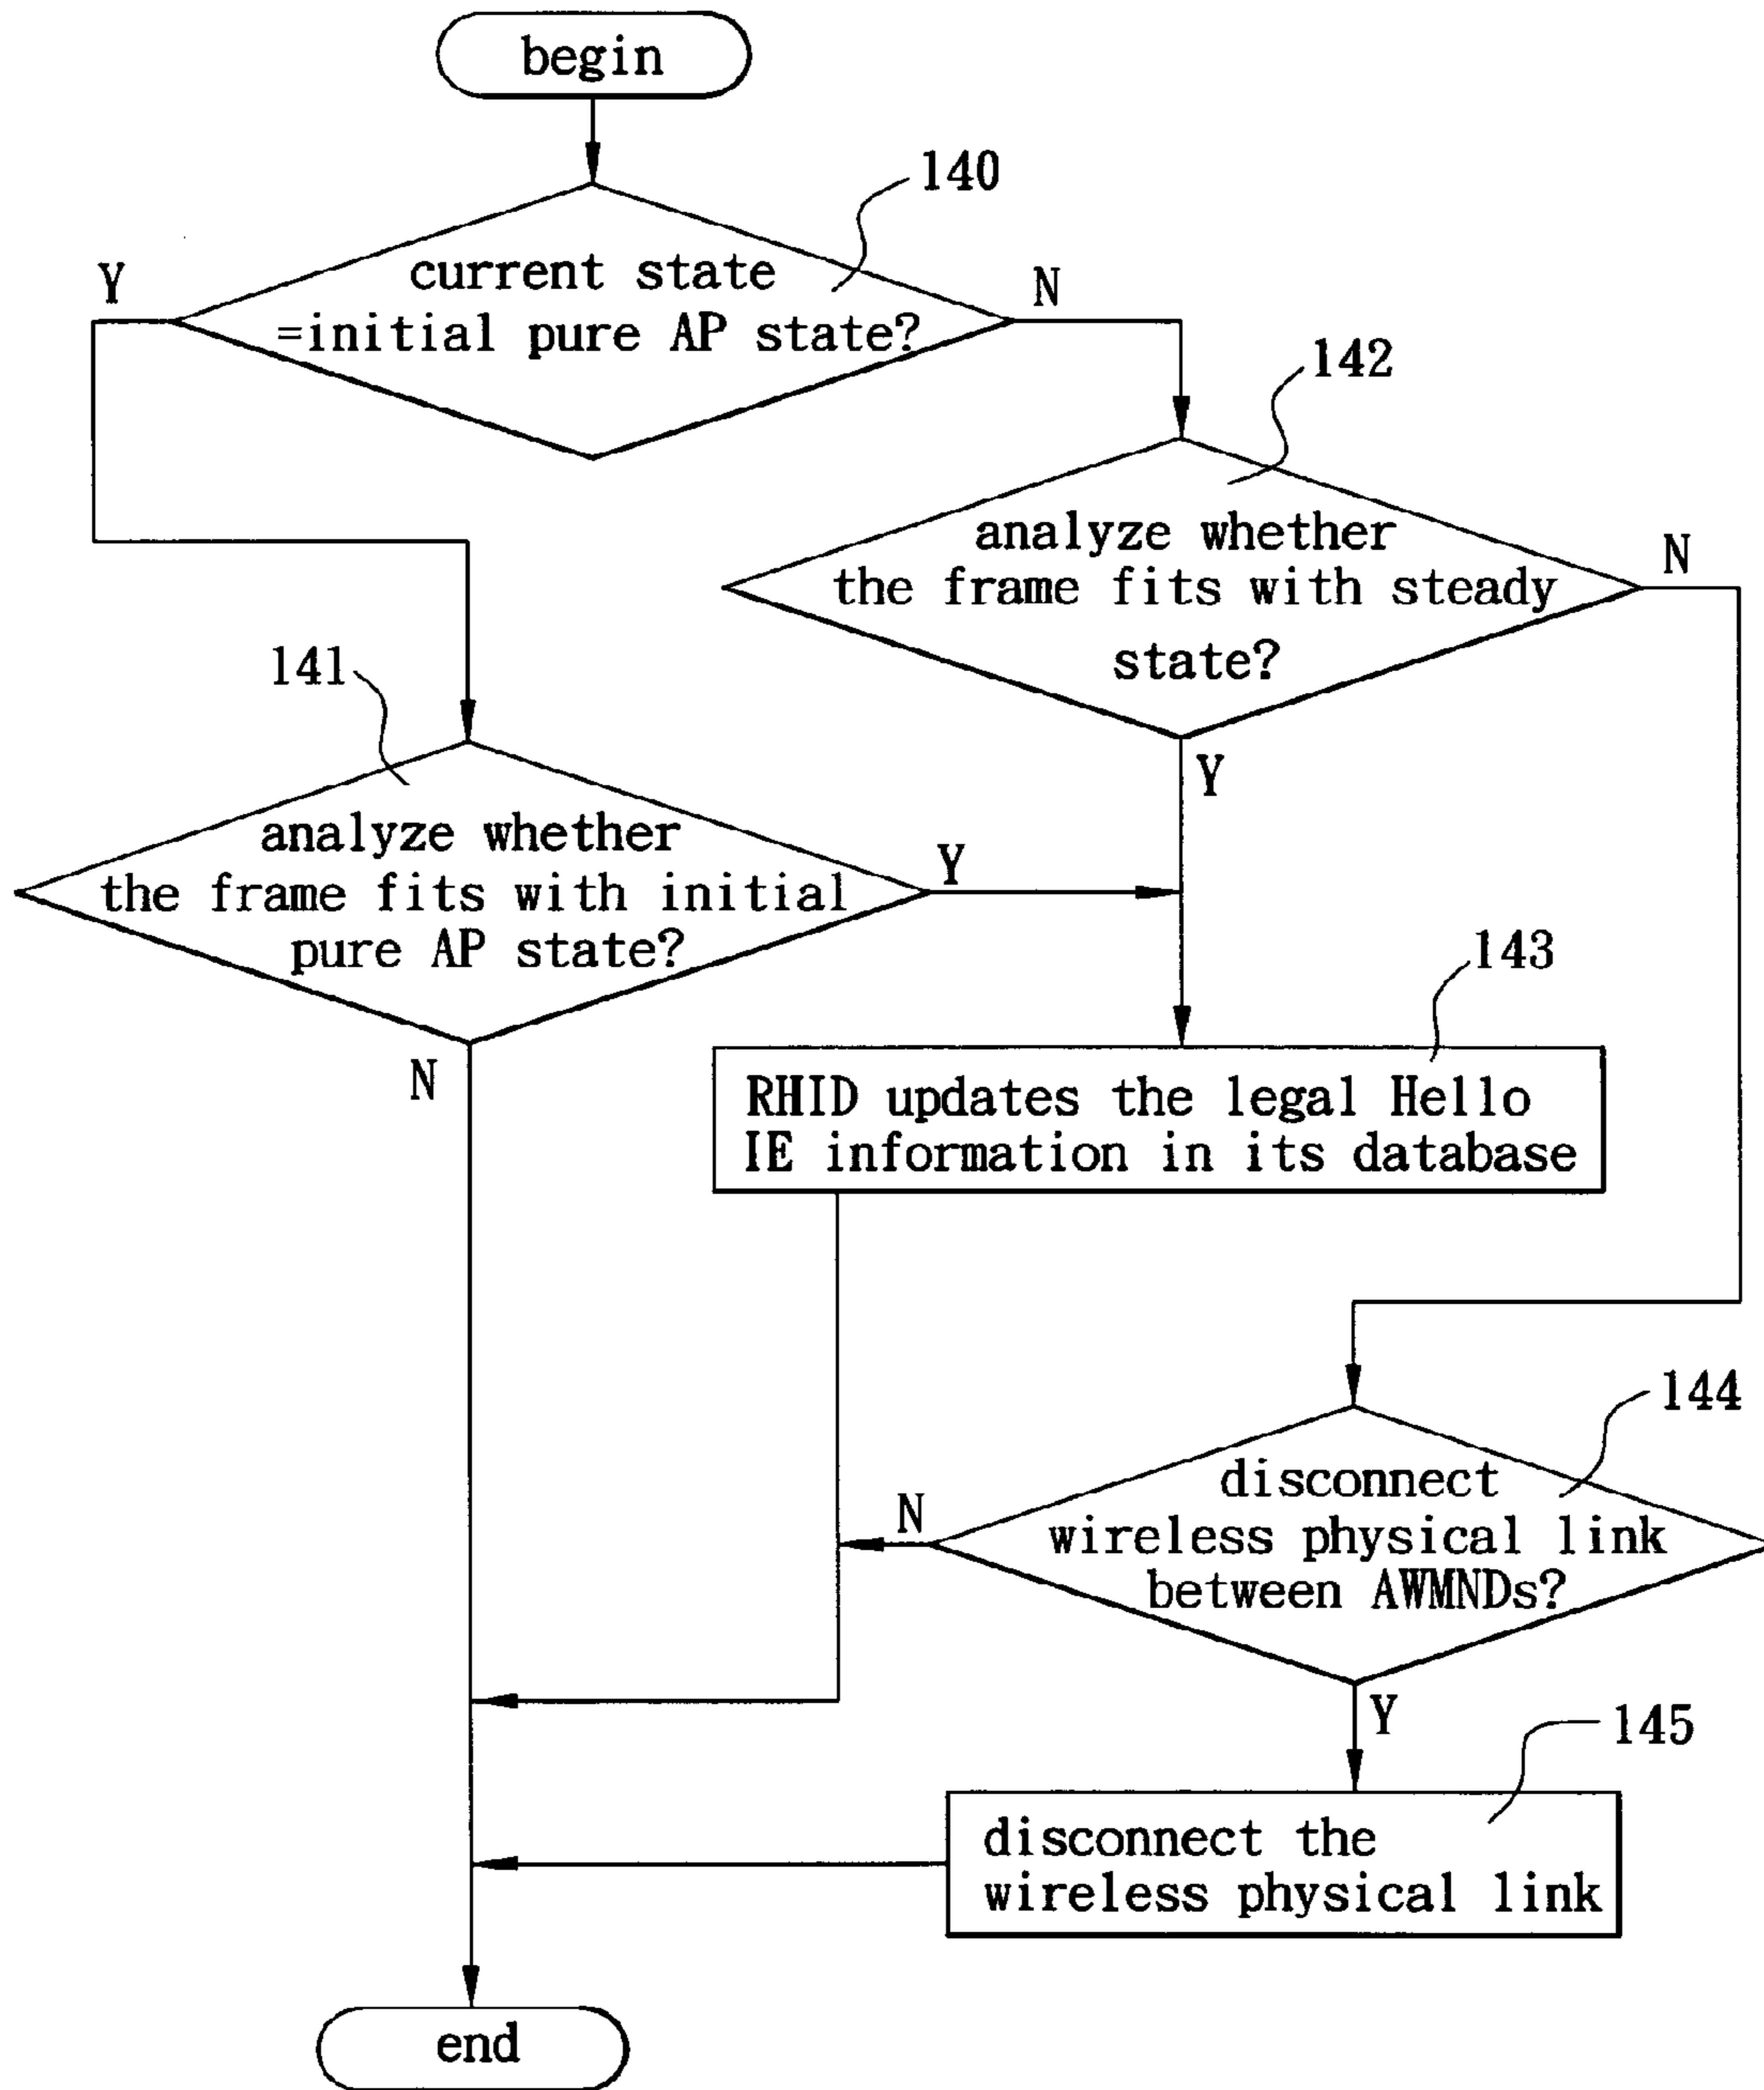 begin
140
current state
=initial pure AP state?
Y
N
142
analyze whether
the frame fits with steady
state?
N
Y
141
analyze whether
the frame fits with initial
pure AP state?
Y
N
143
RHID updates the legal Hello
IE information in its database
144
disconnect
wireless physical link
between AWMNDs?
N
Y
145
disconnect the
wireless physical link
end